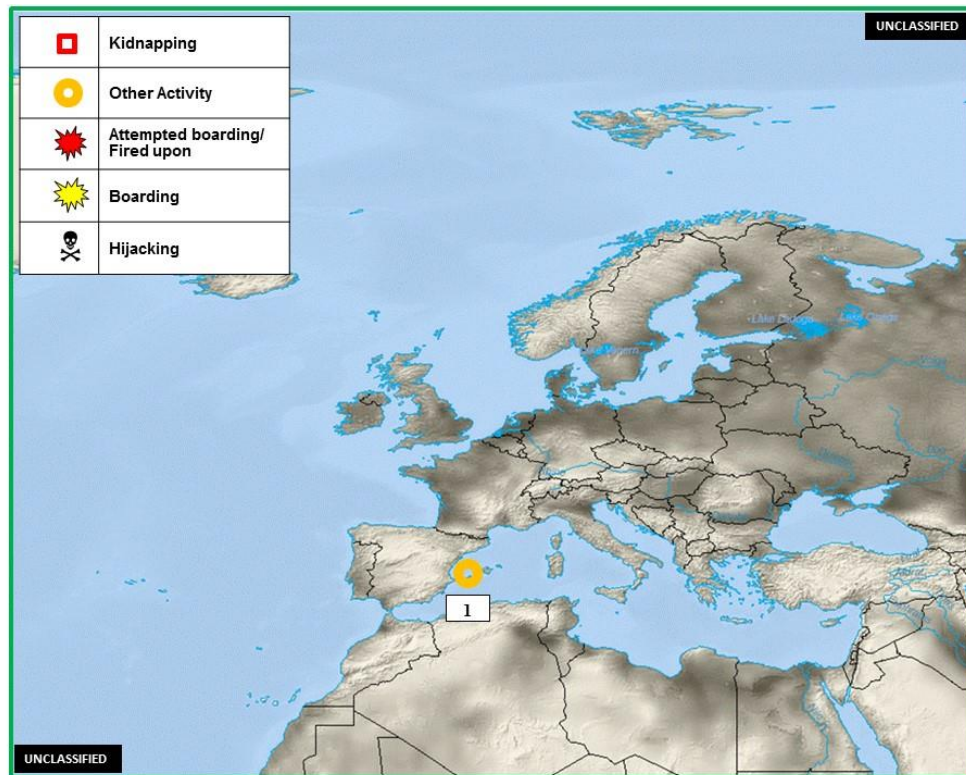 UNCLASSIFIED
Kidnapping
Other Activity
Attempted boarding/
Fired upon
Boarding
Hijacking
1
UNCLASSIFIED